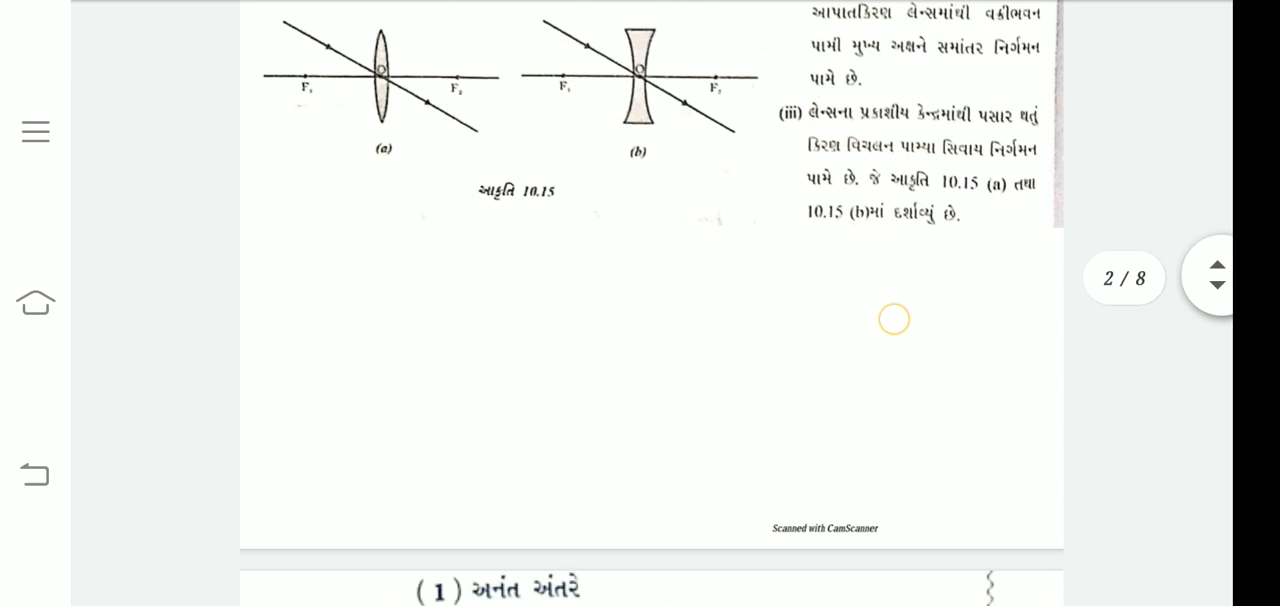 આપાતકિરણ લેન્સમાંથી વક્રીભવન
પામી મુખ્ય અક્ષને સમાંતર નિર્ગમન
પામે છે.
(iii) લેન્સના પ્રકાશીય કેન્દ્રમાંથી પસાર થતું
કિરણ વિચલન પામ્યા સિવાય નિર્ગમન
પામે છે. જે આકૃતિ 10.15 (a) તથા
10.15 (b)માં દર્શાવ્યું છે.
O
F₁
F₂
(a)
O
F₁
F₂
(b)
આકૃતિ 10.15
2 / 8
Scanned with CamScanner
(1) અનંત અંતરે